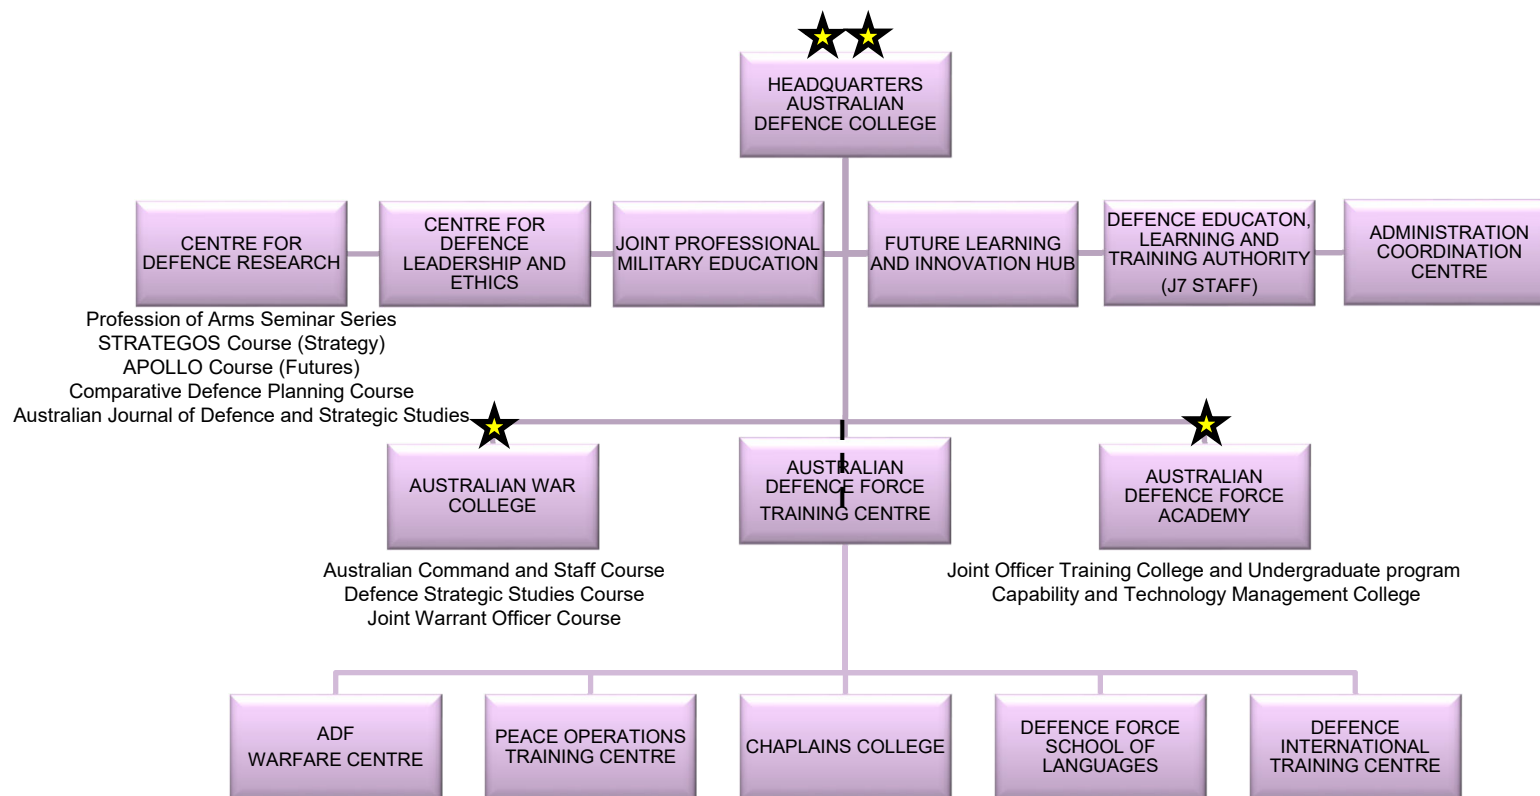 HEADQUARTERS
AUSTRALIAN
DEFENCE COLLEGE
CENTRE FOR
DEFENCE RESEARCH
CENTRE FOR
DEFENCE
LEADERSHIP AND
ETHICS
JOINT PROFESSIONAL
MILITARY EDUCATION
FUTURE LEARNING
AND INNOVATION HUB
DEFENCE EDUCATON,
LEARNING AND
TRAINING AUTHORITY
(J7 STAFF)
ADMINISTRATION
COORDINATION
CENTRE
Profession of Arms Seminar Series
STRATEGOS Course (Strategy)
APOLLO Course (Futures)
Comparative Defence Planning Course
Australian Journal of Defence and Strategic Studies
AUSTRALIAN WAR
COLLEGE
AUSTRALIAN
DEFENCE FORCE
TRAINING CENTRE
AUSTRALIAN
DEFENCE FORCE
ACADEMY
Australian Command and Staff Course
Defence Strategic Studies Course
Joint Warrant Officer Course
Joint Officer Training College and Undergraduate program
Capability and Technology Management College
ADF
WARFARE CENTRE
PEACE OPERATIONS
TRAINING CENTRE
CHAPLAINS COLLEGE
DEFENCE FORCE
SCHOOL OF
LANGUAGES
DEFENCE
INTERNATIONAL
TRAINING CENTRE